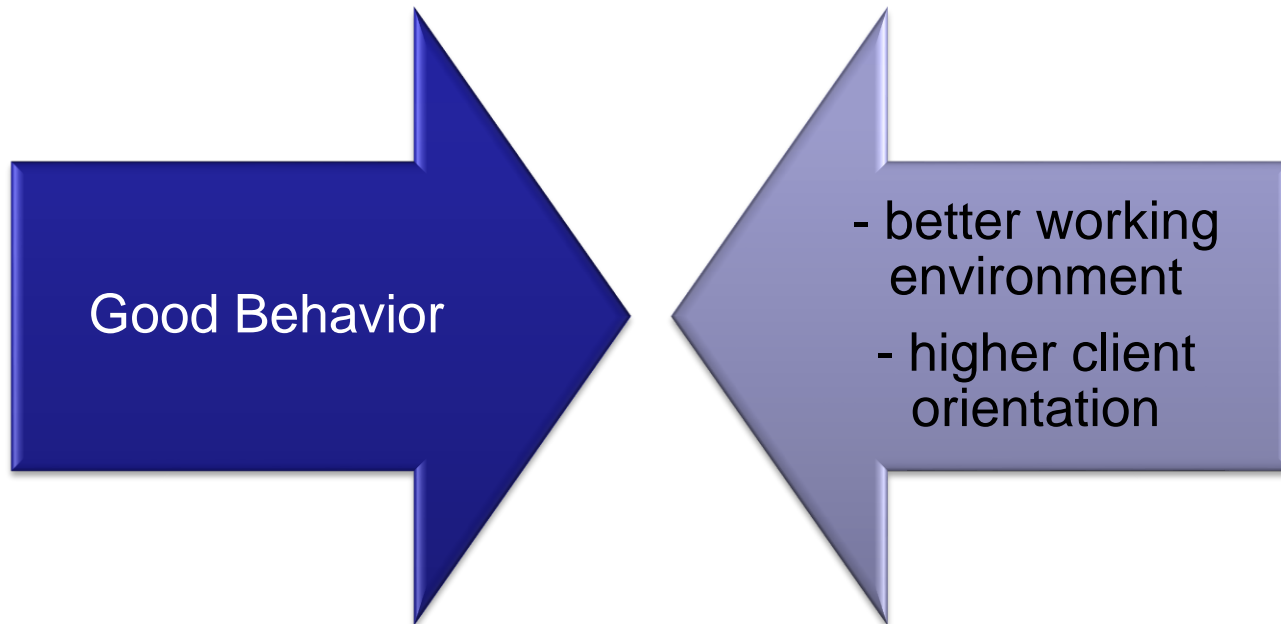 Good Behavior
- better working
environment
- higher client
orientation